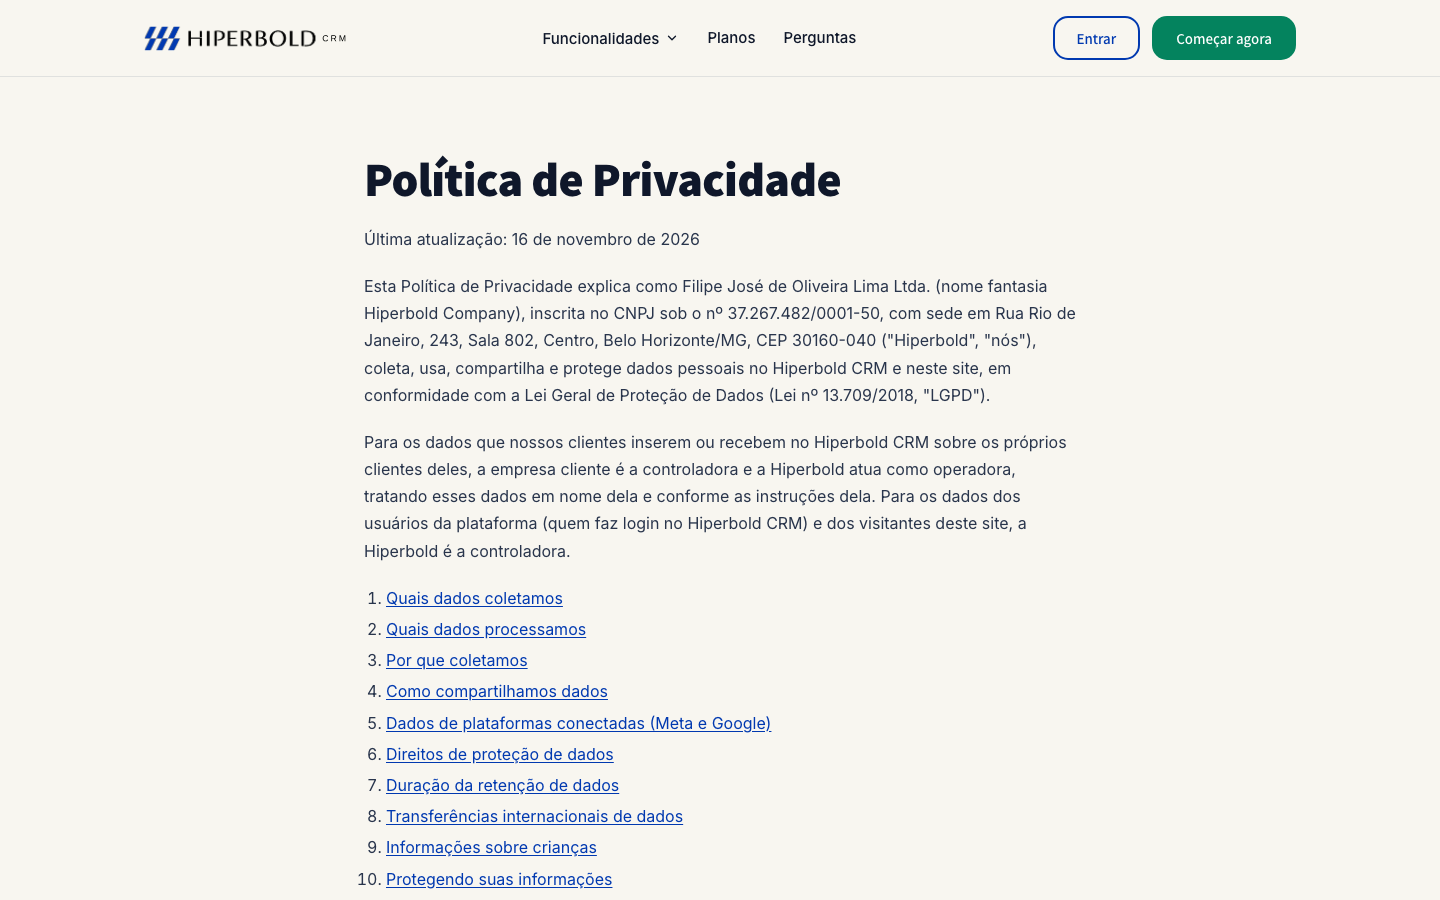 HIPERBOLD CRM
Funcionalidades
Planos
Perguntas
Entrar
Começar agora
Política de Privacidade
Última atualização: 16 de novembro de 2026
Esta Política de Privacidade explica como Filipe José de Oliveira Lima Ltda. (nome fantasia
Hiperbold Company), inscrita no CNPJ sob o nº 37.267.482/0001-50, com sede em Rua Rio de
Janeiro, 243, Sala 802, Centro, Belo Horizonte/MG, CEP 30160-040 ("Hiperbold", "nós"),
coleta, usa, compartilha e protege dados pessoais no Hiperbold CRM e neste site, em
conformidade com a Lei Geral de Proteção de Dados (Lei nº 13.709/2018, "LGPD").
Para os dados que nossos clientes inserem ou recebem no Hiperbold CRM sobre os próprios
clientes deles, a empresa cliente é a controladora e a Hiperbold atua como operadora,
tratando esses dados em nome dela e conforme as instruções dela. Para os dados dos
usuários da plataforma (quem faz login no Hiperbold CRM) e dos visitantes deste site, a
Hiperbold é a controladora.
1. Quais dados coletamos
2. Quais dados processamos
3. Por que coletamos
4. Como compartilhamos dados
5. Dados de plataformas conectadas (Meta e Google)
6. Direitos de proteção de dados
7. Duração da retenção de dados
8. Transferências internacionais de dados
9. Informações sobre crianças
10. Protegendo suas informações